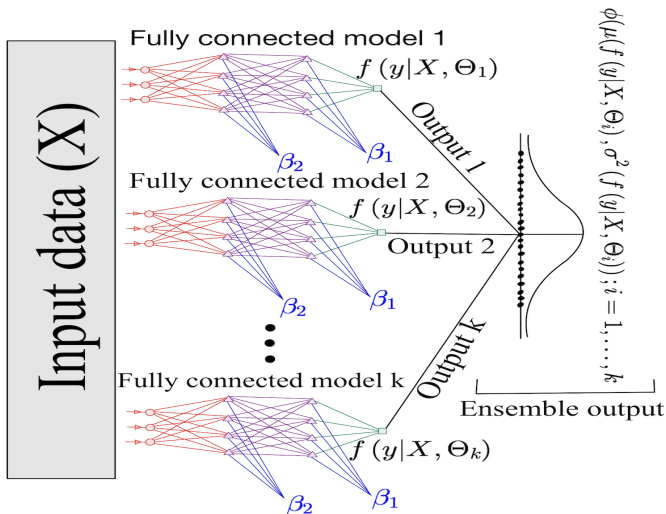 Input data (X)
Fully connected model 1
f (y|X, Θ₁)
β₂
β₁
Output 1
Fully connected model 2
f (y|X, Θ₂)
Output 2
β₂
β₁
Fully connected model k
Output k
f (y|X, Θₖ)
β₂
β₁
ϕ(μ(f (y|X, Θᵢ), σ² (f (y|X, Θᵢ)); i = 1, . . . , k
Ensemble output